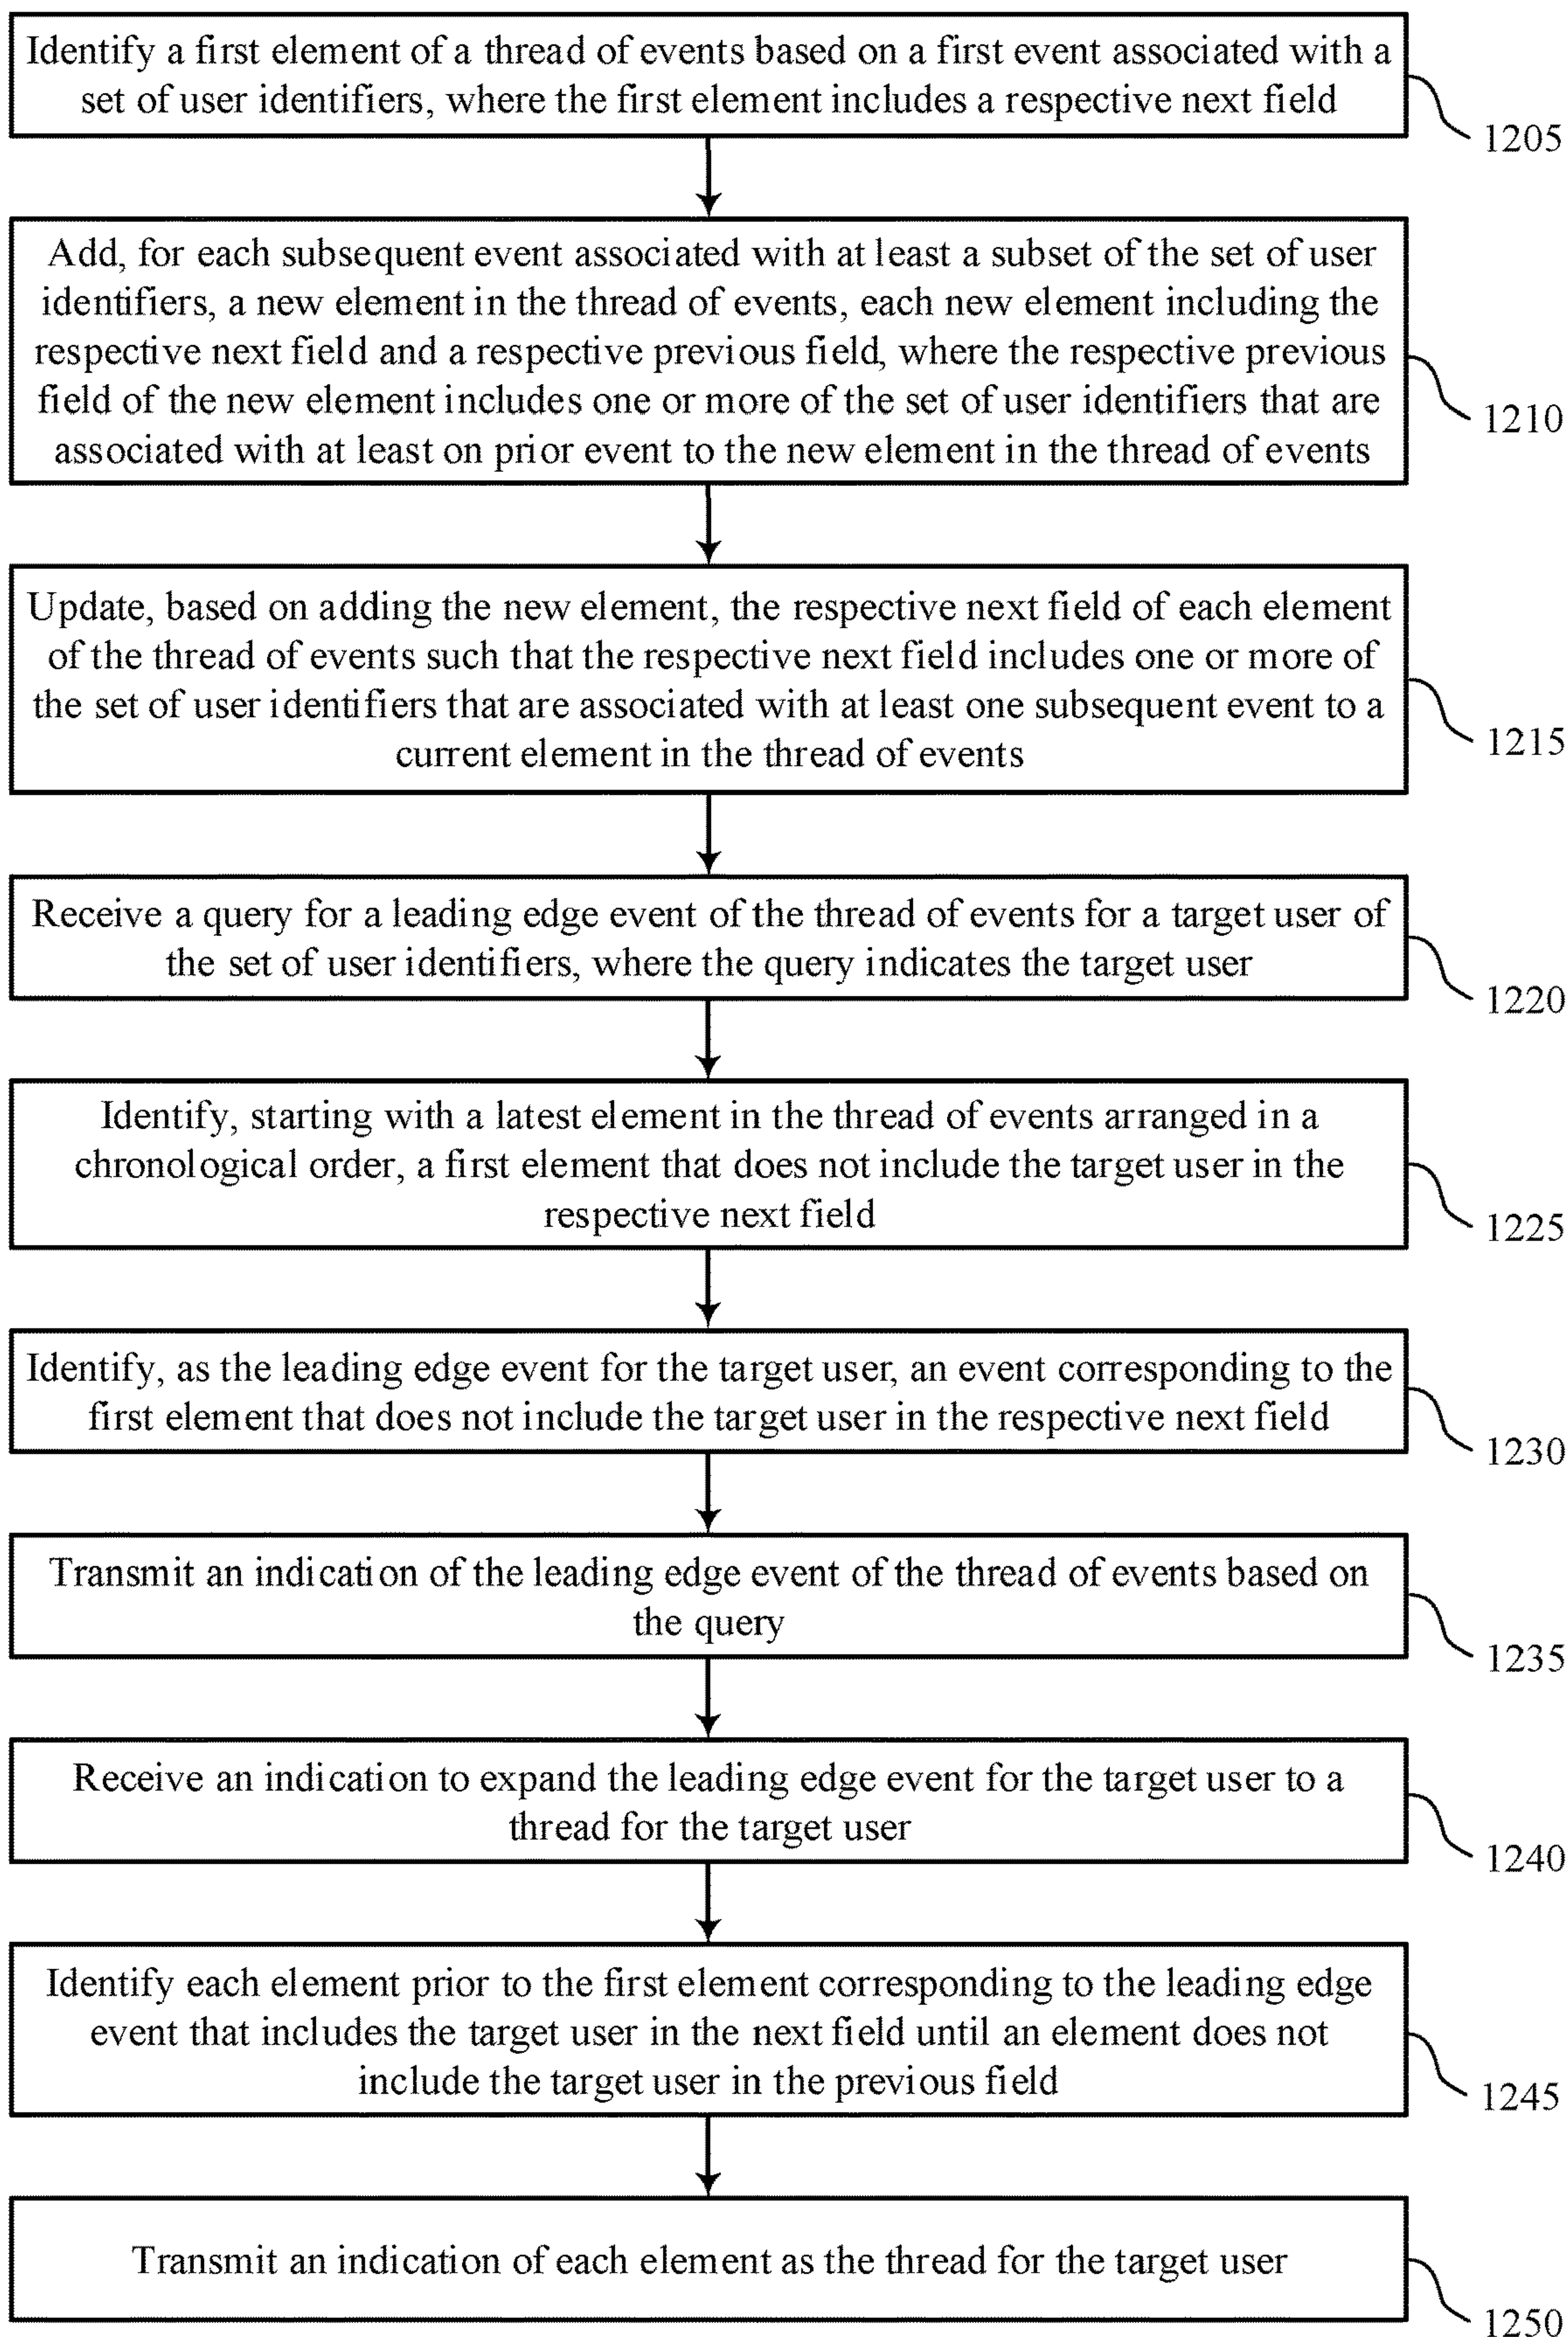 Identify a first element of a thread of events based on a first event associated with a
set of user identifiers, where the first element includes a respective next field
1205
Add, for each subsequent event associated with at least a subset of the set of user
identifiers, a new element in the thread of events, each new element including the
respective next field and a respective previous field, where the respective previous
field of the new element includes one or more of the set of user identifiers that are
associated with at least on prior event to the new element in the thread of events
1210
Update, based on adding the new element, the respective next field of each element
of the thread of events such that the respective next field includes one or more of
the set of user identifiers that are associated with at least one subsequent event to a
current element in the thread of events
1215
Receive a query for a leading edge event of the thread of events for a target user of
the set of user identifiers, where the query indicates the target user
1220
Identify, starting with a latest element in the thread of events arranged in a
chronological order, a first element that does not include the target user in the
respective next field
1225
Identify, as the leading edge event for the target user, an event corresponding to the
first element that does not include the target user in the respective next field
1230
Transmit an indication of the leading edge event of the thread of events based on
the query
1235
Receive an indication to expand the leading edge event for the target user to a
thread for the target user
1240
Identify each element prior to the first element corresponding to the leading edge
event that includes the target user in the next field until an element does not
include the target user in the previous field
1245
Transmit an indication of each element as the thread for the target user
1250